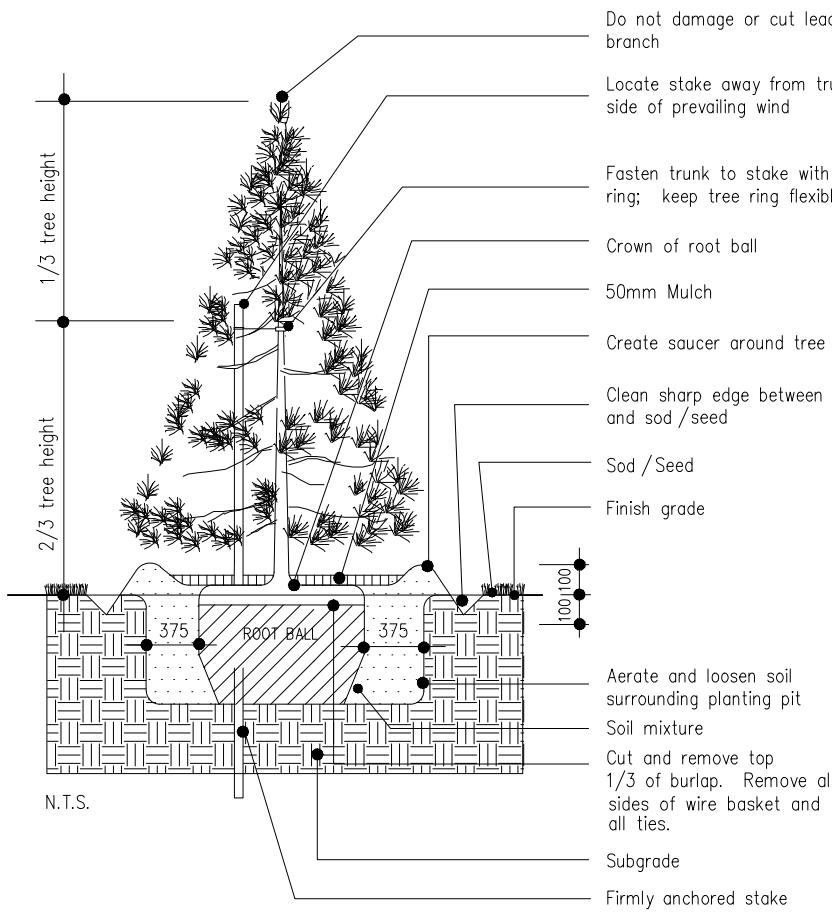 Do not damage or cut
branch
Locate stake away from
side of prevailing wind
Fasten trunk to stake with
ring; keep tree ring
Crown of root ball
50mm Mulch
Create saucer around tree
Clean sharp edge between
and sod /seed
Sod /Seed
Finish grade
1/3 tree height
2/3 tree height
100
100
375
ROOT BALL
375
Aerate and loosen soil
surrounding planting pit
Soil mixture
Cut and remove top
1/3 of burlap. Remove
sides of wire basket and
all ties.
N.T.S.
Subgrade
Firmly anchored stake